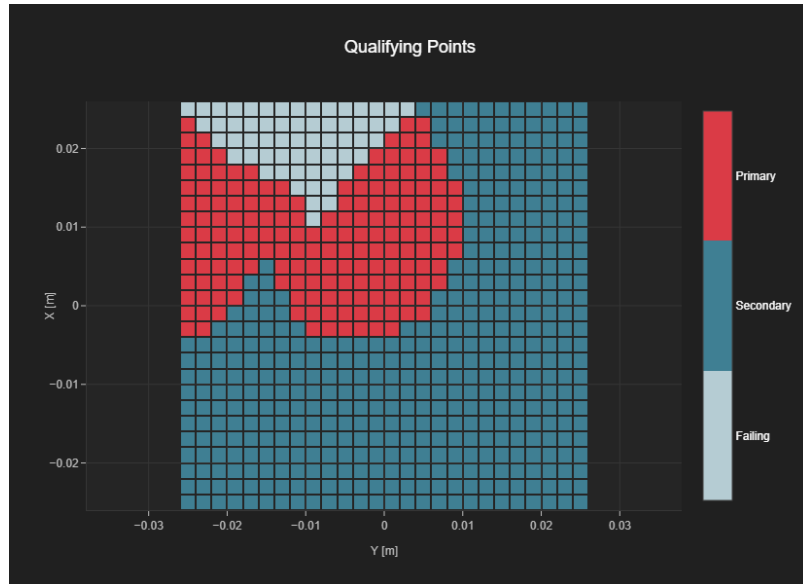 Qualifying Points
0.02
0.01
0
−0.01
−0.02
X [m]
−0.03
−0.02
−0.01
0
0.01
0.02
0.03
Y [m]
Primary
Secondary
Failing